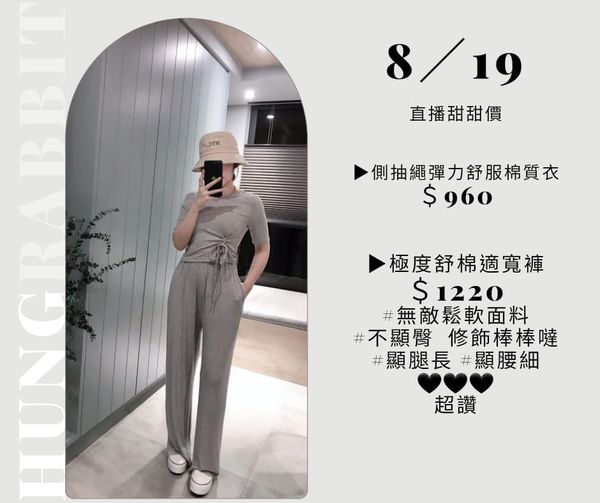 HUNGRABBIT
8／19
直播甜甜價
▶側抽繩彈力舒服棉質衣
＄960
▶極度舒棉適寬褲
＄1220
#無敵鬆軟面料
#不顯臀 修飾棒棒噠
#顯腿長 #顯腰細
🖤🖤🖤
超讚
NYC